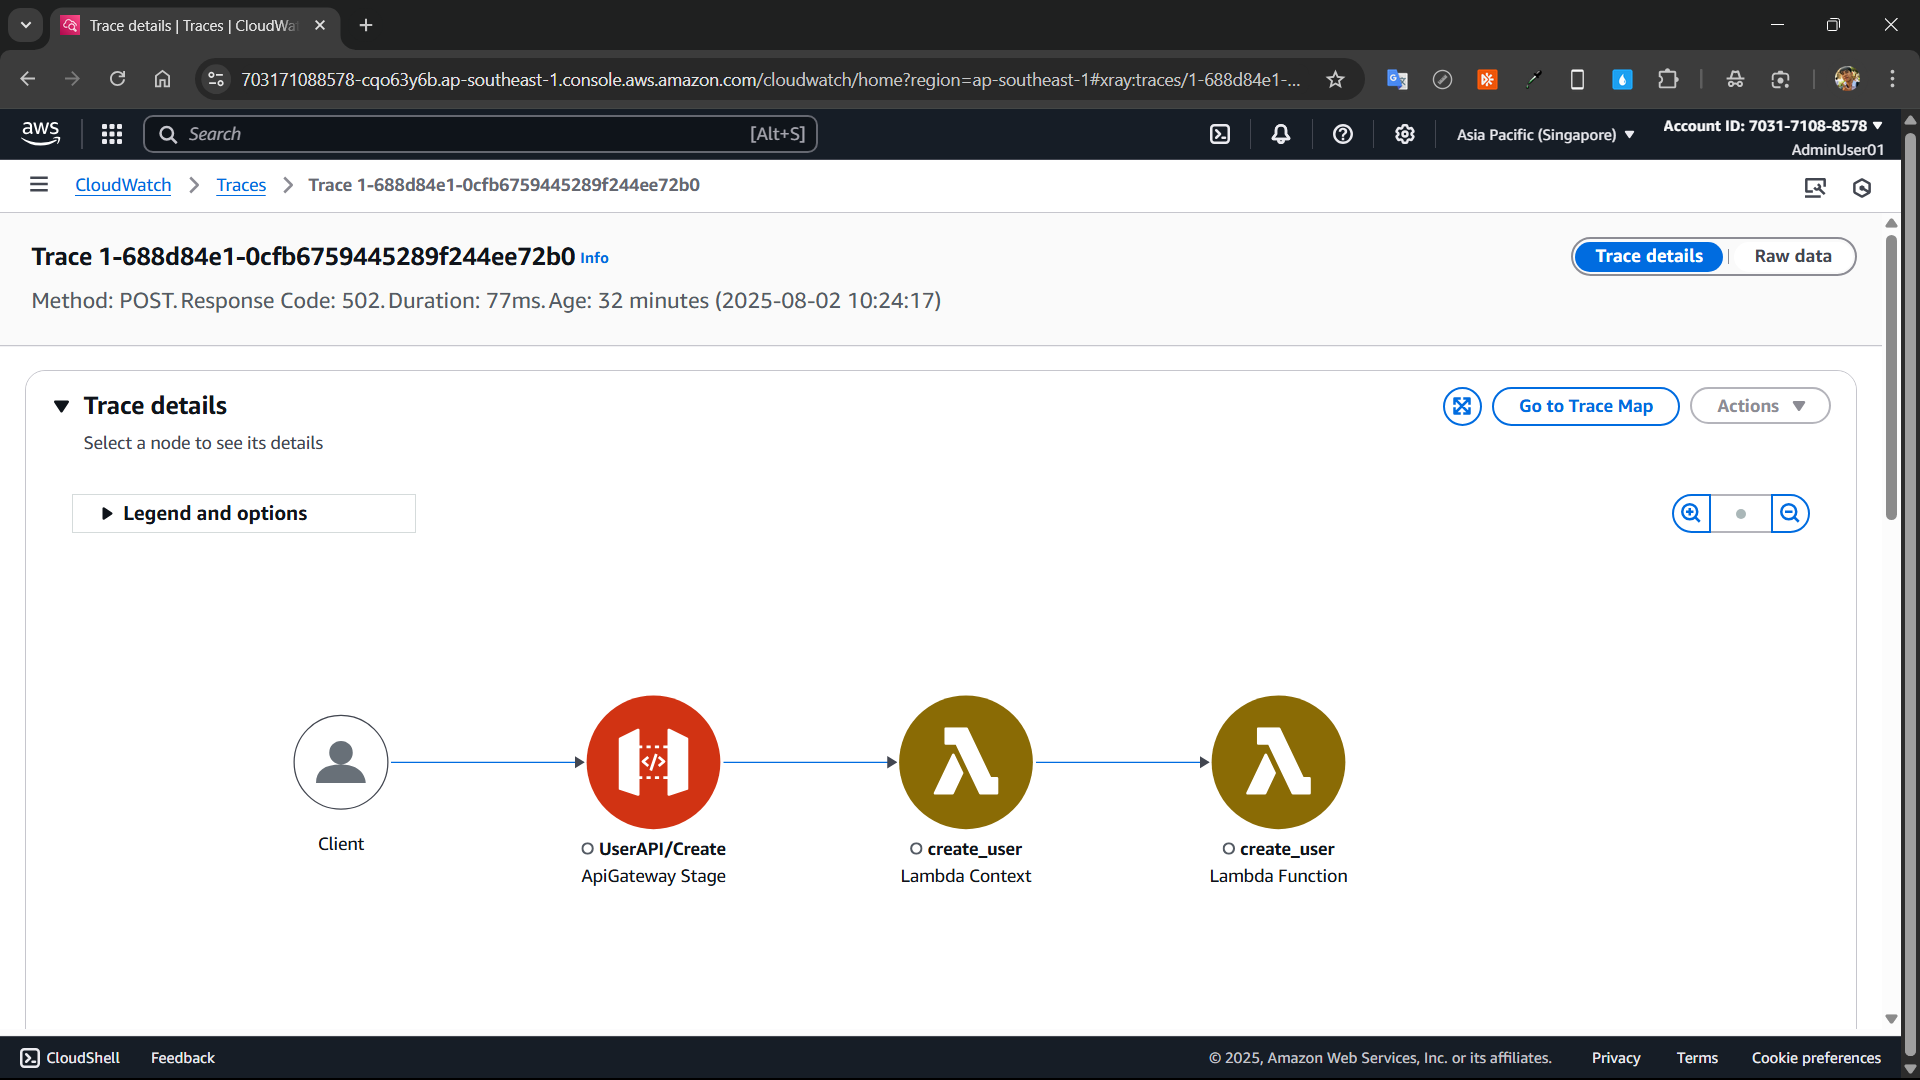 Trace details | Traces | CloudWa
703171088578-cqo63y6b.ap-southeast-1.console.aws.amazon.com/cloudwatch/home?region=ap-southeast-1#xray:traces/1-688d84e1-...
aws
Search
[Alt+S]
Asia Pacific (Singapore)
Account ID: 7031-7108-8578
AdminUser01
CloudWatch
Traces
Trace 1-688d84e1-0cfb6759445289f244ee72b0
Trace 1-688d84e1-0cfb6759445289f244ee72b0 Info
Trace details
Raw data
Method: POST. Response Code: 502. Duration: 77ms. Age: 32 minutes (2025-08-02 10:24:17)
Trace details
Go to Trace Map
Actions
Select a node to see its details
Legend and options
Client
UserAPI/Create
ApiGateway Stage
create_user
Lambda Context
create_user
Lambda Function
CloudShell
Feedback
© 2025, Amazon Web Services, Inc. or its affiliates.
Privacy
Terms
Cookie preferences